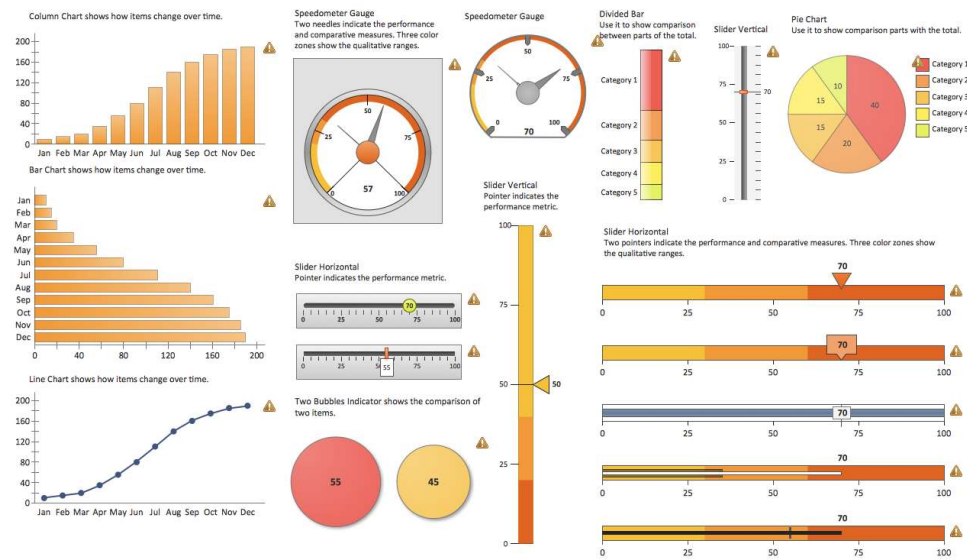 Column Chart shows how items change over time.
200
160
120
80
40
0
Jan Feb Mar Apr May Jun Jul Aug Sep Oct Nov Dec
Bar Chart shows how items change over time.
Jan
Feb
Mar
Apr
May
Jun
Jul
Aug
Sep
Oct
Nov
Dec
0 40 80 120 160 200
Line Chart shows how items change over time.
200
160
120
80
40
0
Jan Feb Mar Apr May Jun Jul Aug Sep Oct Nov Dec
Speedometer Gauge
Two needles indicate the performance
and comparative measures. Three color
zones show the qualitative ranges.
50
25 75
0 100
57
Slider Horizontal
Pointer indicates the performance metric.
70
0 25 50 75 100
0 25 50 75 100
55
Two Bubbles Indicator shows the comparison of
two items.
55 45
Speedometer Gauge
50
25 75
0 100
70
Slider Vertical
Pointer indicates the
performance metric.
100
75
50 50
25
0
Divided Bar
Use it to show comparison
between parts of the total.
Category 1
Category 2
Category 3
Category 4
Category 5
Slider Vertical
100
75
70
50
25
0
Pie Chart
Use it to show comparison parts with the total.
10
40
15
15
20
Category 1
Category 2
Category 3
Category 4
Category 5
Slider Horizontal
Two pointers indicate the performance and comparative measures. Three color zones show
the qualitative ranges.
70
0 25 50 75 100
70
0 25 50 75 100
70
0 25 50 75 100
70
0 25 50 75 100
70
0 25 50 75 100